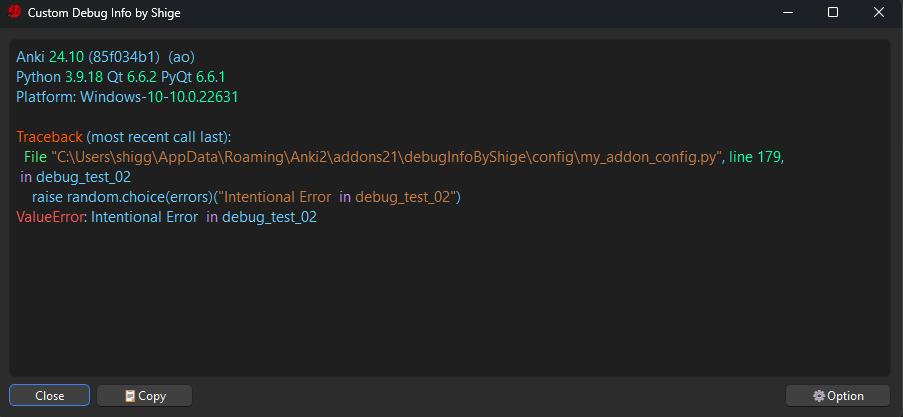 Custom Debug Info by Shige
Anki 24.10 (85f034b1)  (ao)
Python 3.9.18 Qt 6.6.2 PyQt 6.6.1
Platform: Windows-10-10.0.22631
Traceback (most recent call last):
File "C:\Users\shigg\AppData\Roaming\Anki2\addons21\debugInfoByShige\config\my_addon_config.py", line 179,
in debug_test_02
raise random.choice(errors)("Intentional Error  in debug_test_02")
ValueError: Intentional Error  in debug_test_02
Close
Copy
Option